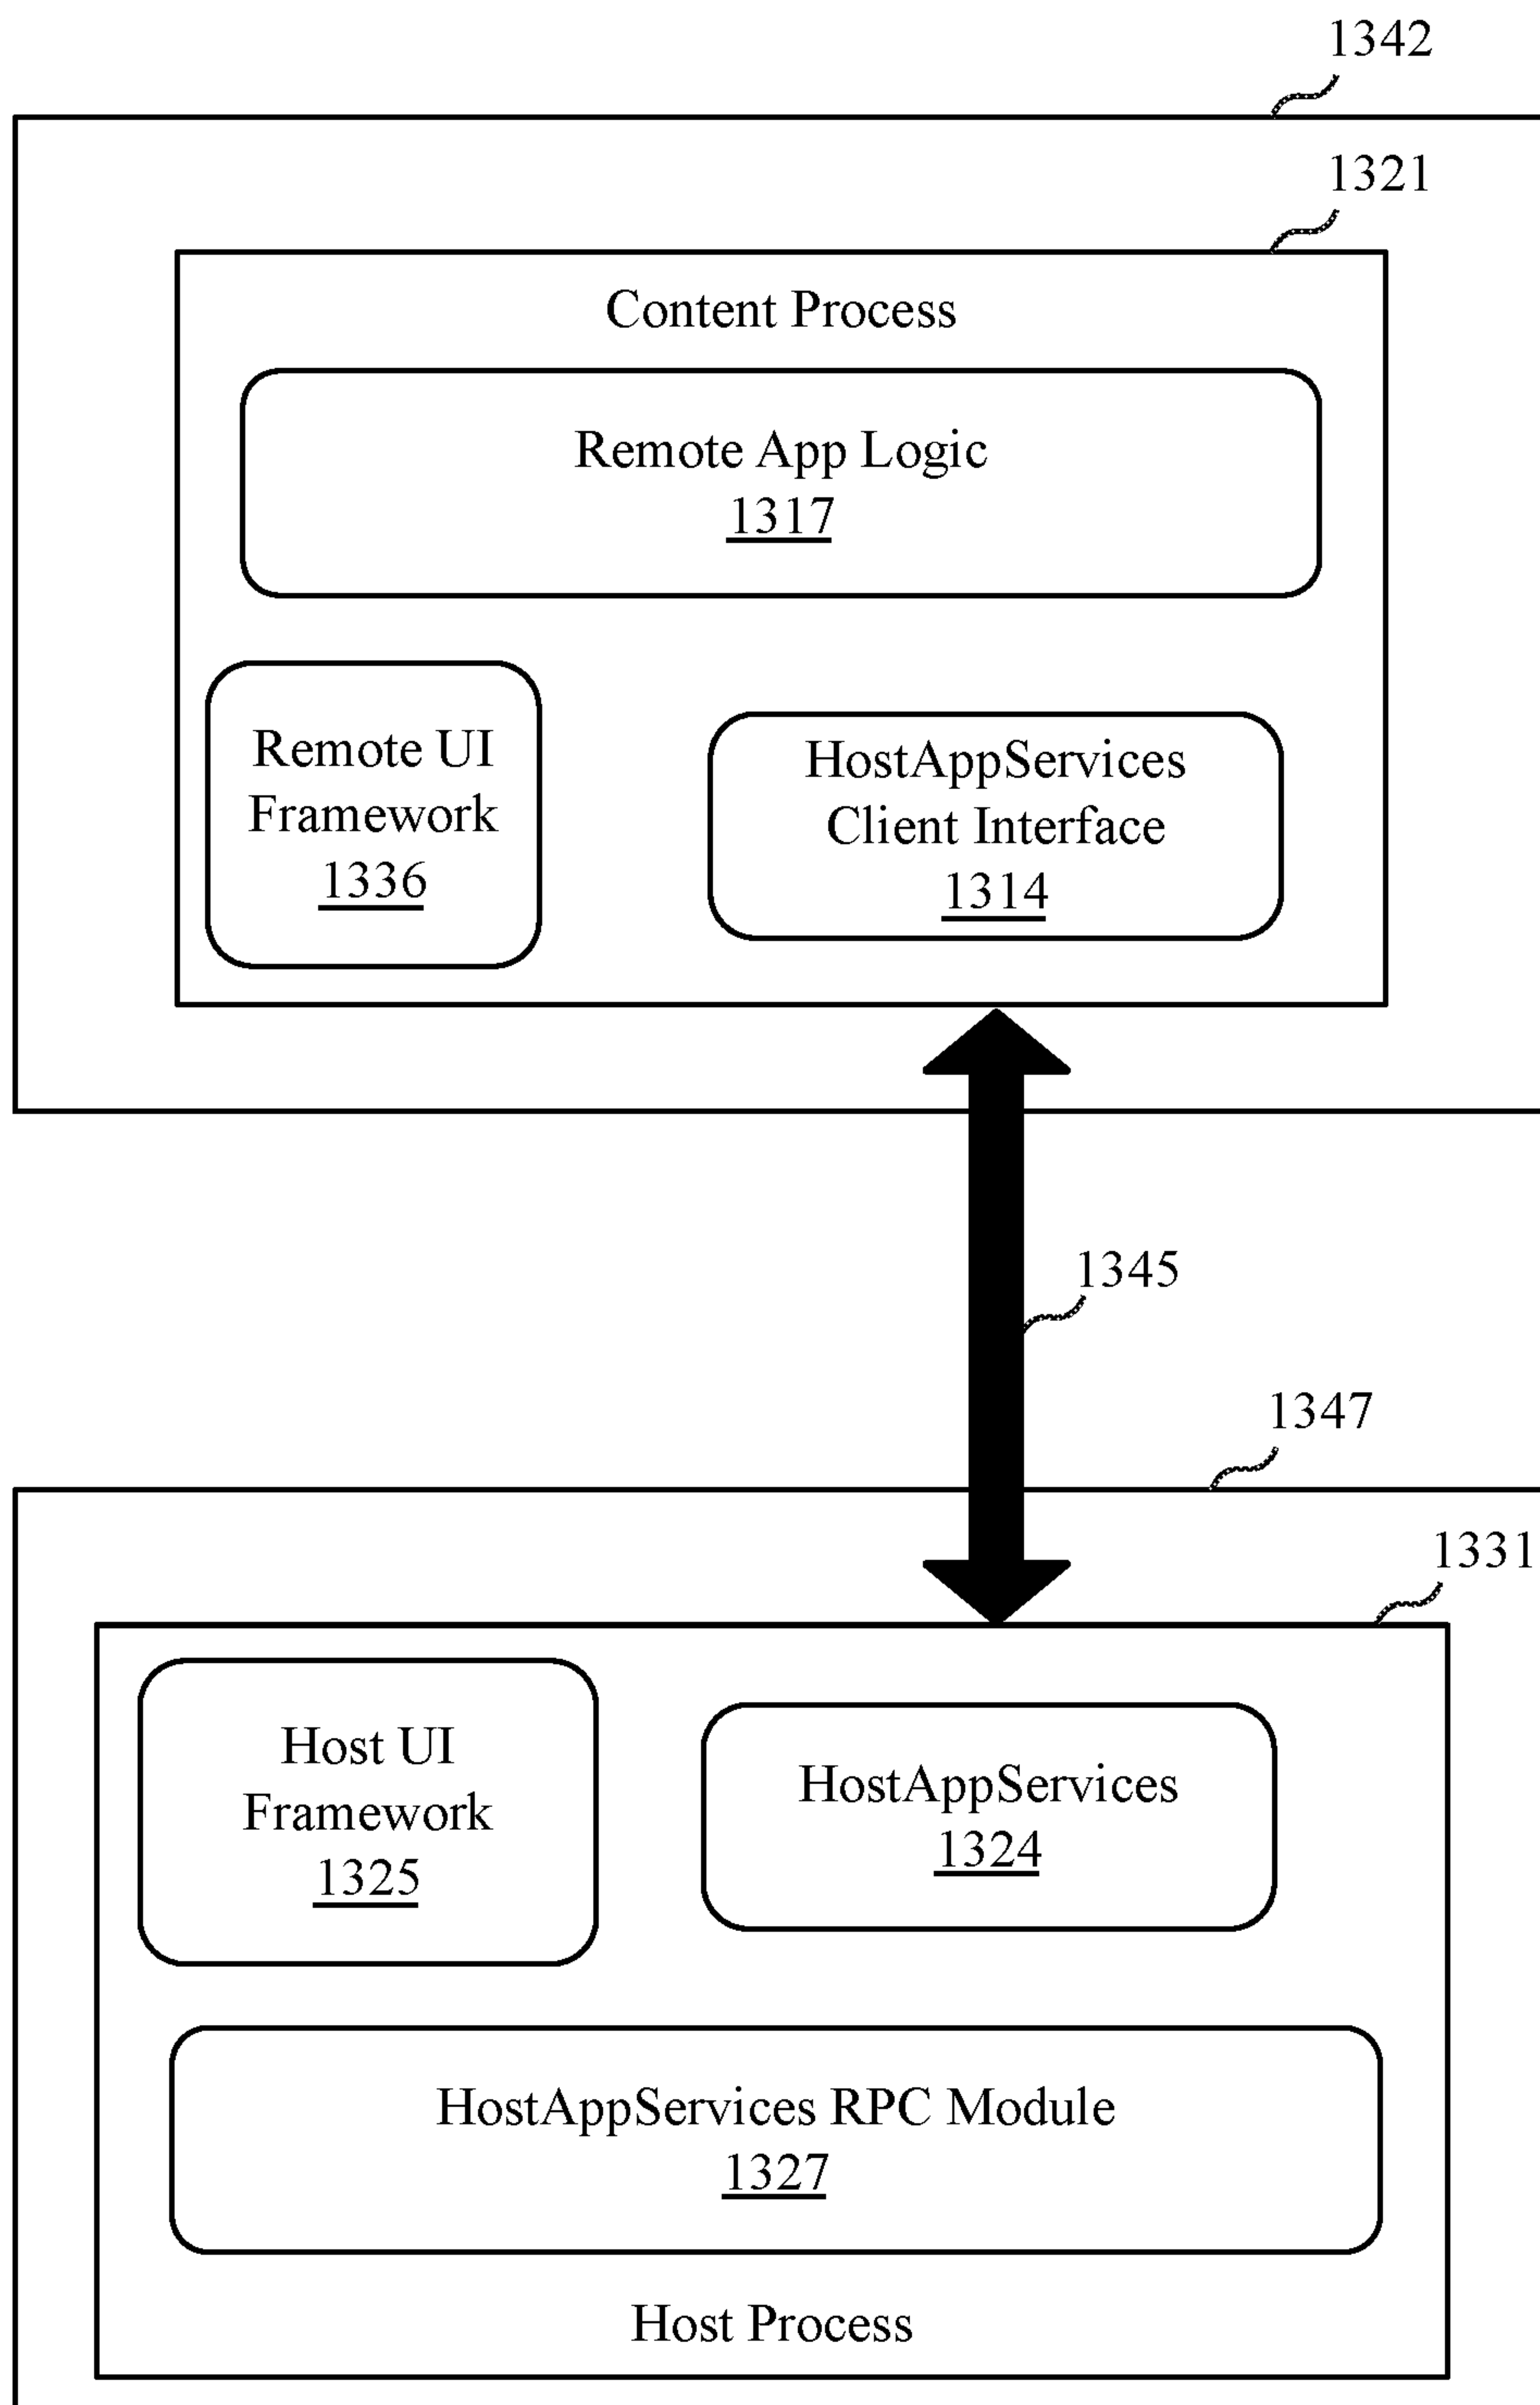 1342
1321
Content Process
Remote App Logic
1317
Remote UI
Framework
1336
HostAppServices
Client Interface
1314
1345
1347
1331
Host UI
Framework
1325
HostAppServices
1324
HostAppServices RPC Module
1327
Host Process